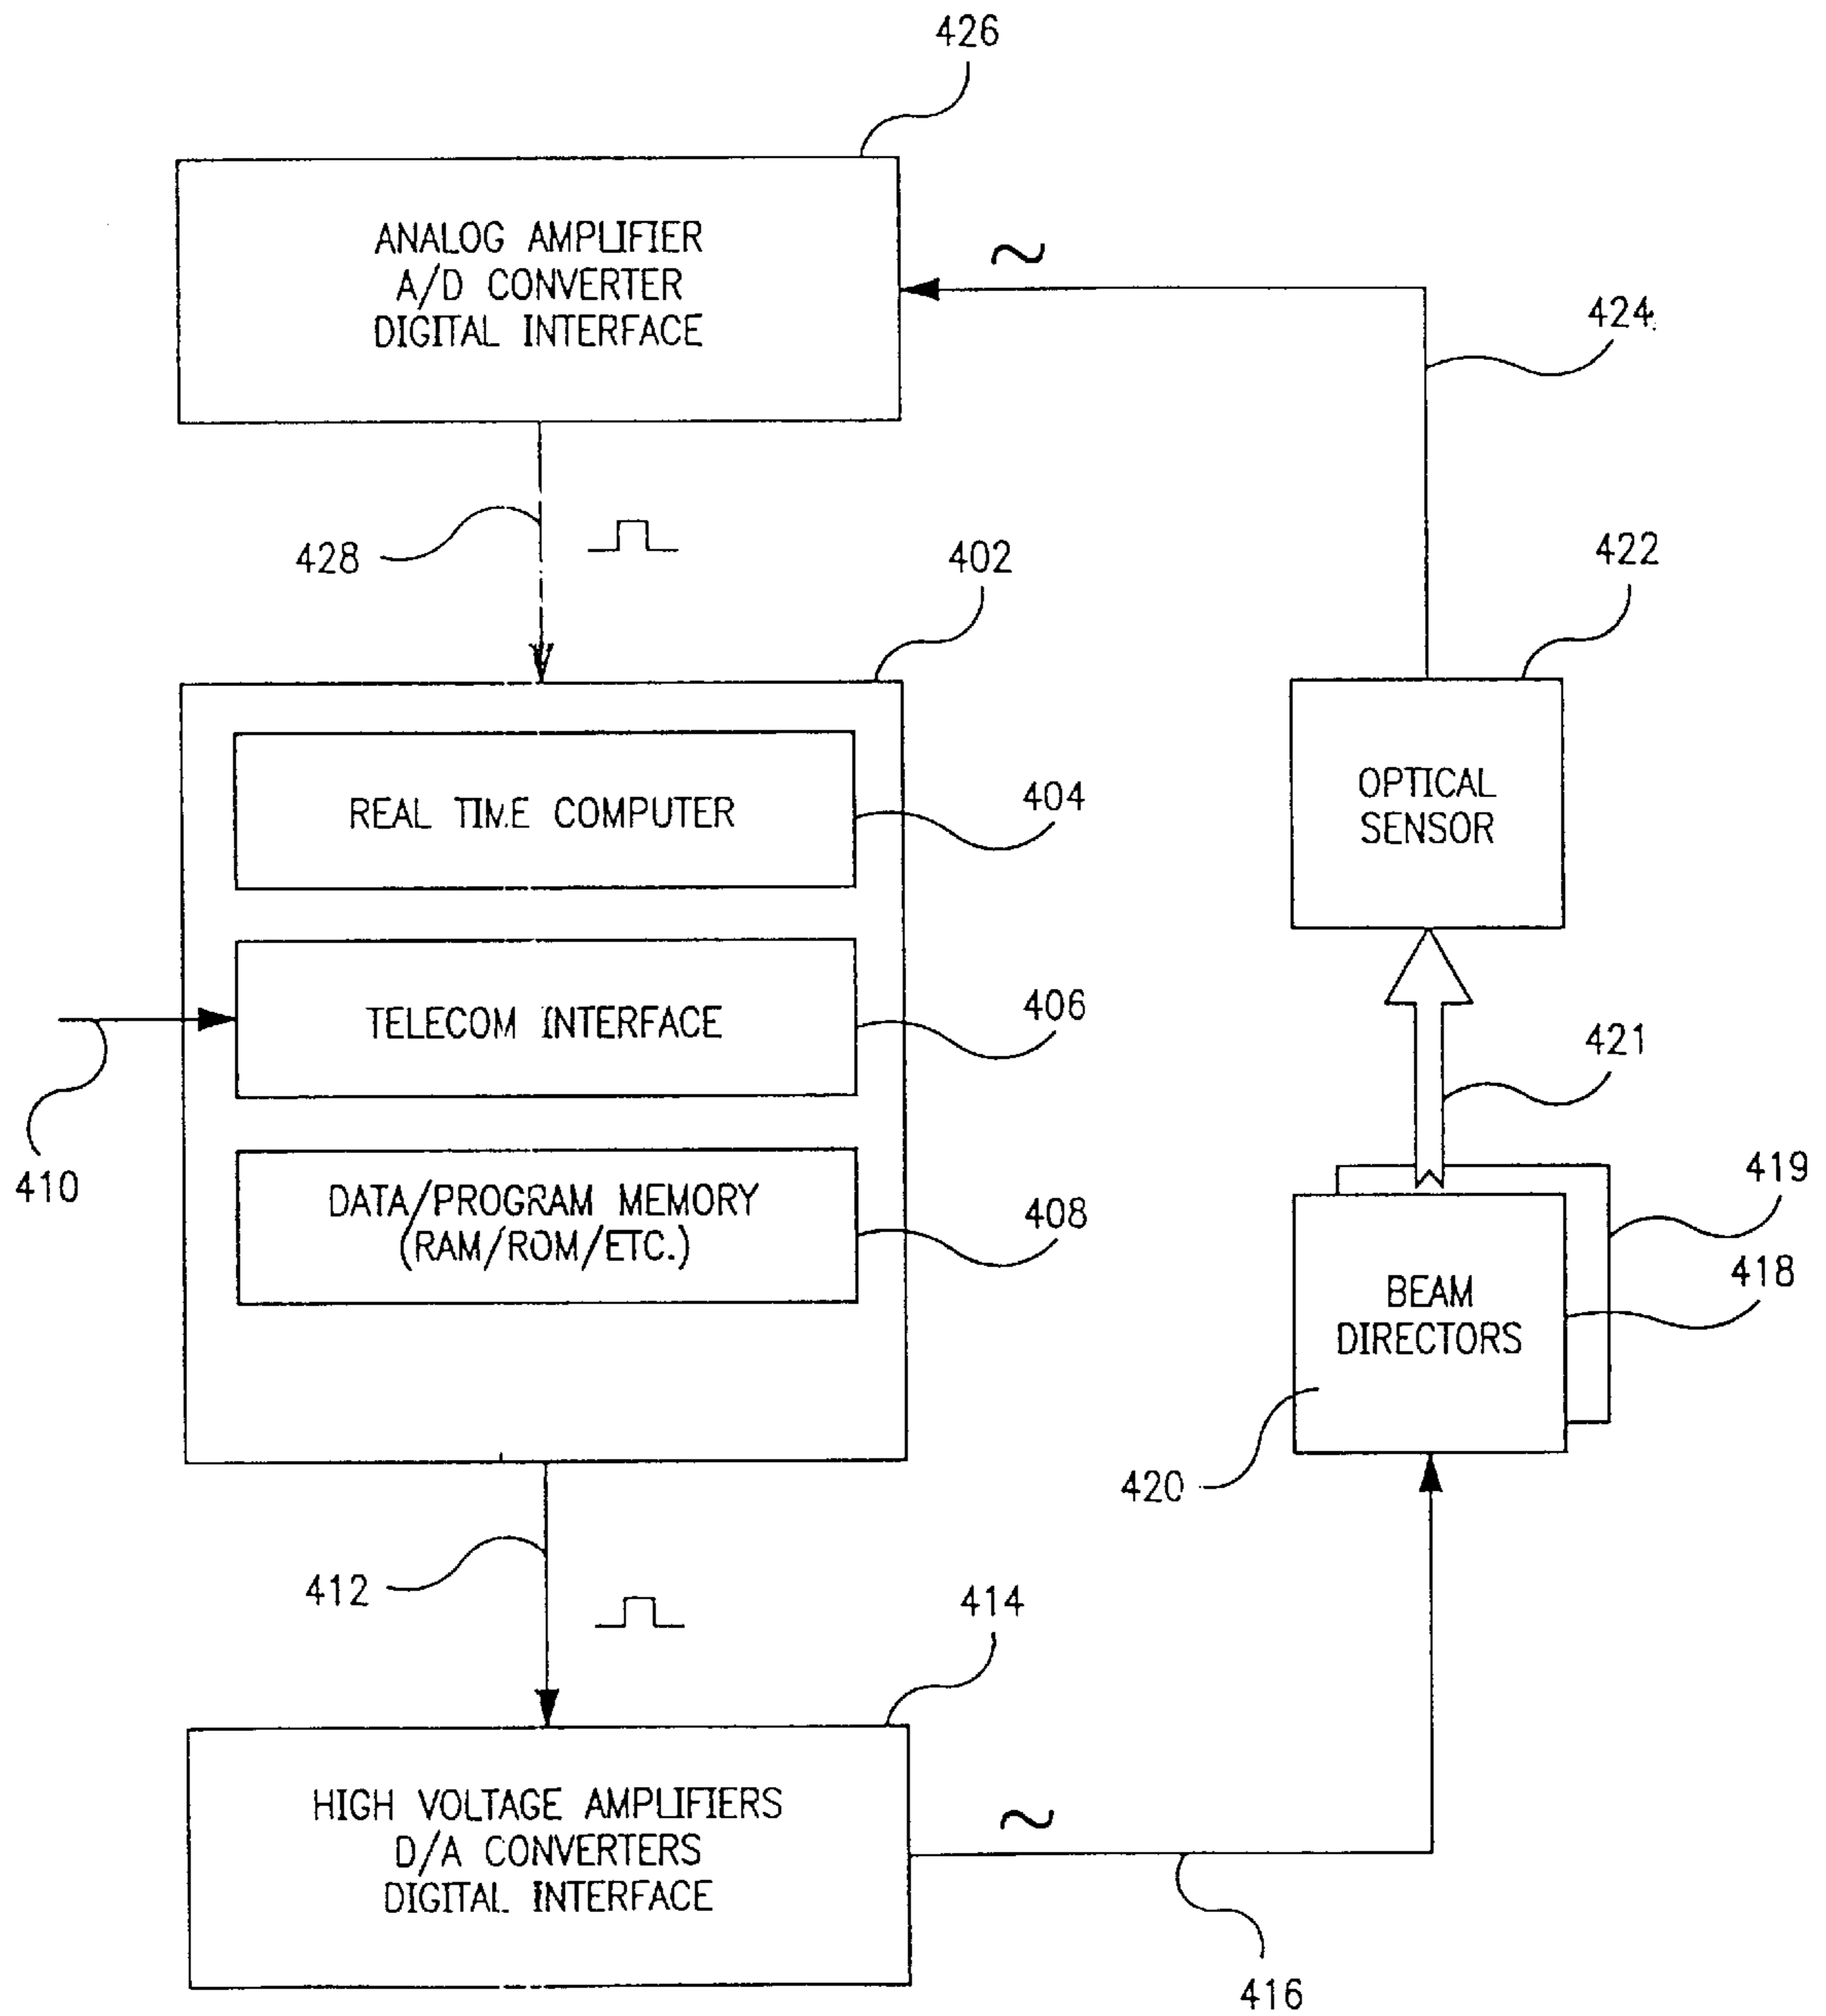 426
ANALOG AMPLIFIER
A/D CONVERTER
DIGITAL INTERFACE
424
428
402
422
REAL TIME COMPUTER
404
OPTICAL
SENSOR
TELECOM INTERFACE
406
410
421
DATA/PROGRAM MEMORY
(RAM/ROM/ETC.)
408
419
418
BEAM
DIRECTORS
420
412
414
HIGH VOLTAGE AMPLIFIERS
D/A CONVERTERS
DIGITAL INTERFACE
416